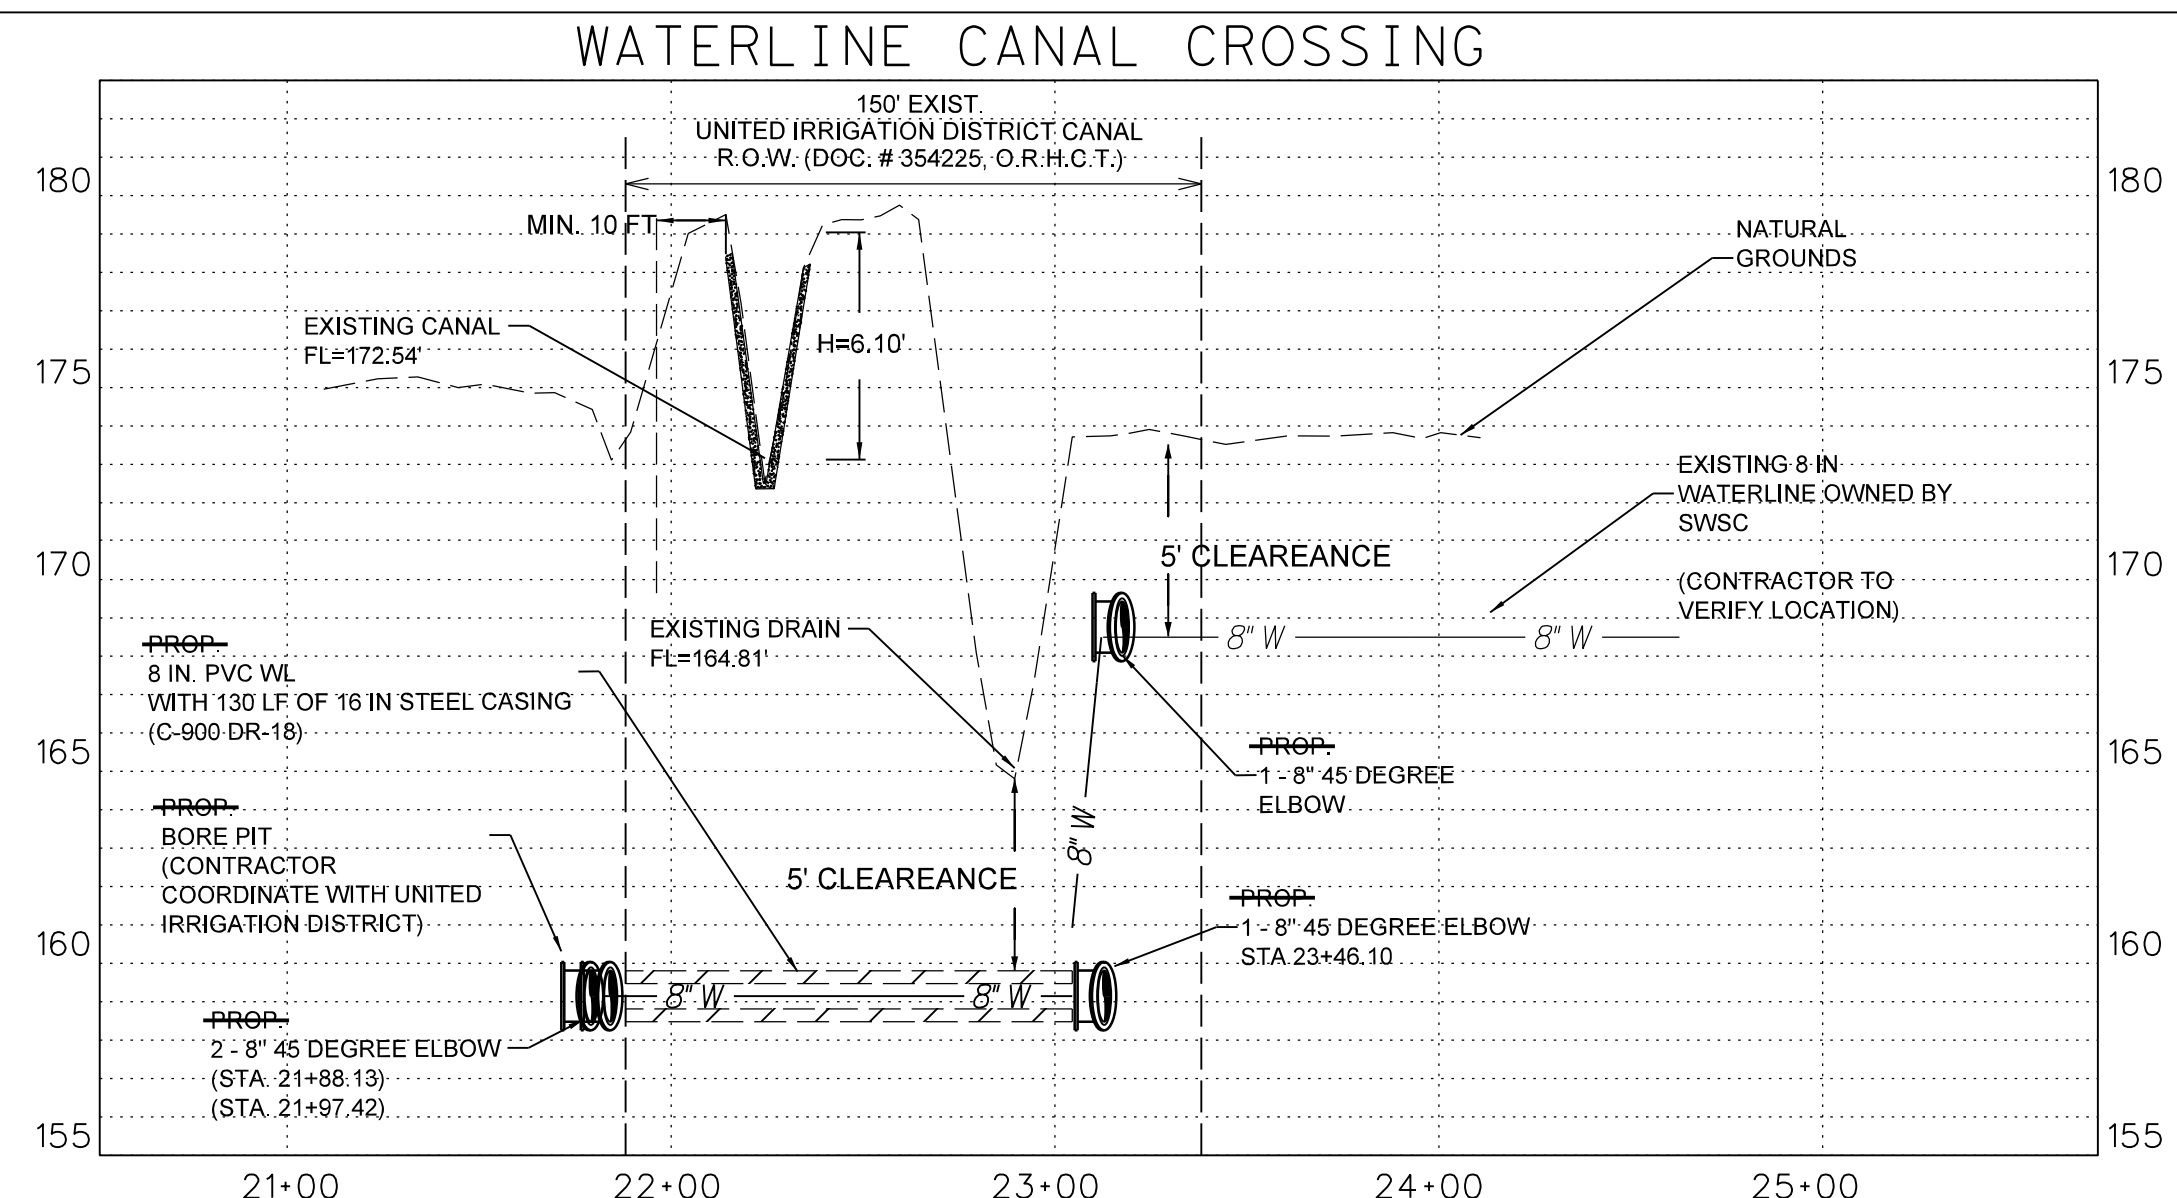 WATERLINE CANAL CROSSING
150' EXIST.
UNITED IRRIGATION DISTRICT CANAL
R.O.W. (DOC. # 354225, O.R.H.C.T.)
180
180
MIN. 10 FT
NATURAL
GROUNDS
EXISTING CANAL
FL=172.54'
H=6.10'
175
175
EXISTING 8 IN
WATERLINE OWNED BY
SWSC
(CONTRACTOR TO
VERIFY LOCATION)
170
170
5' CLEAREANCE
8" W
8" W
EXISTING DRAIN
FL=164.81'
PROP.
8 IN. PVC WL
WITH 130 LF OF 16 IN STEEL CASING
(C-900 DR-18)
165
165
PROP.
1 - 8" 45 DEGREE
ELBOW
PROP.
BORE PIT
(CONTRACTOR
COORDINATE WITH UNITED
IRRIGATION DISTRICT)
8" W
5' CLEAREANCE
PROP.
1 - 8" 45 DEGREE ELBOW
STA 23+46.10
160
160
8" W
8" W
PROP.
2 - 8" 45 DEGREE ELBOW
(STA. 21+88.13)
(STA. 21+97.42)
155
155
21+00
22+00
23+00
24+00
25+00